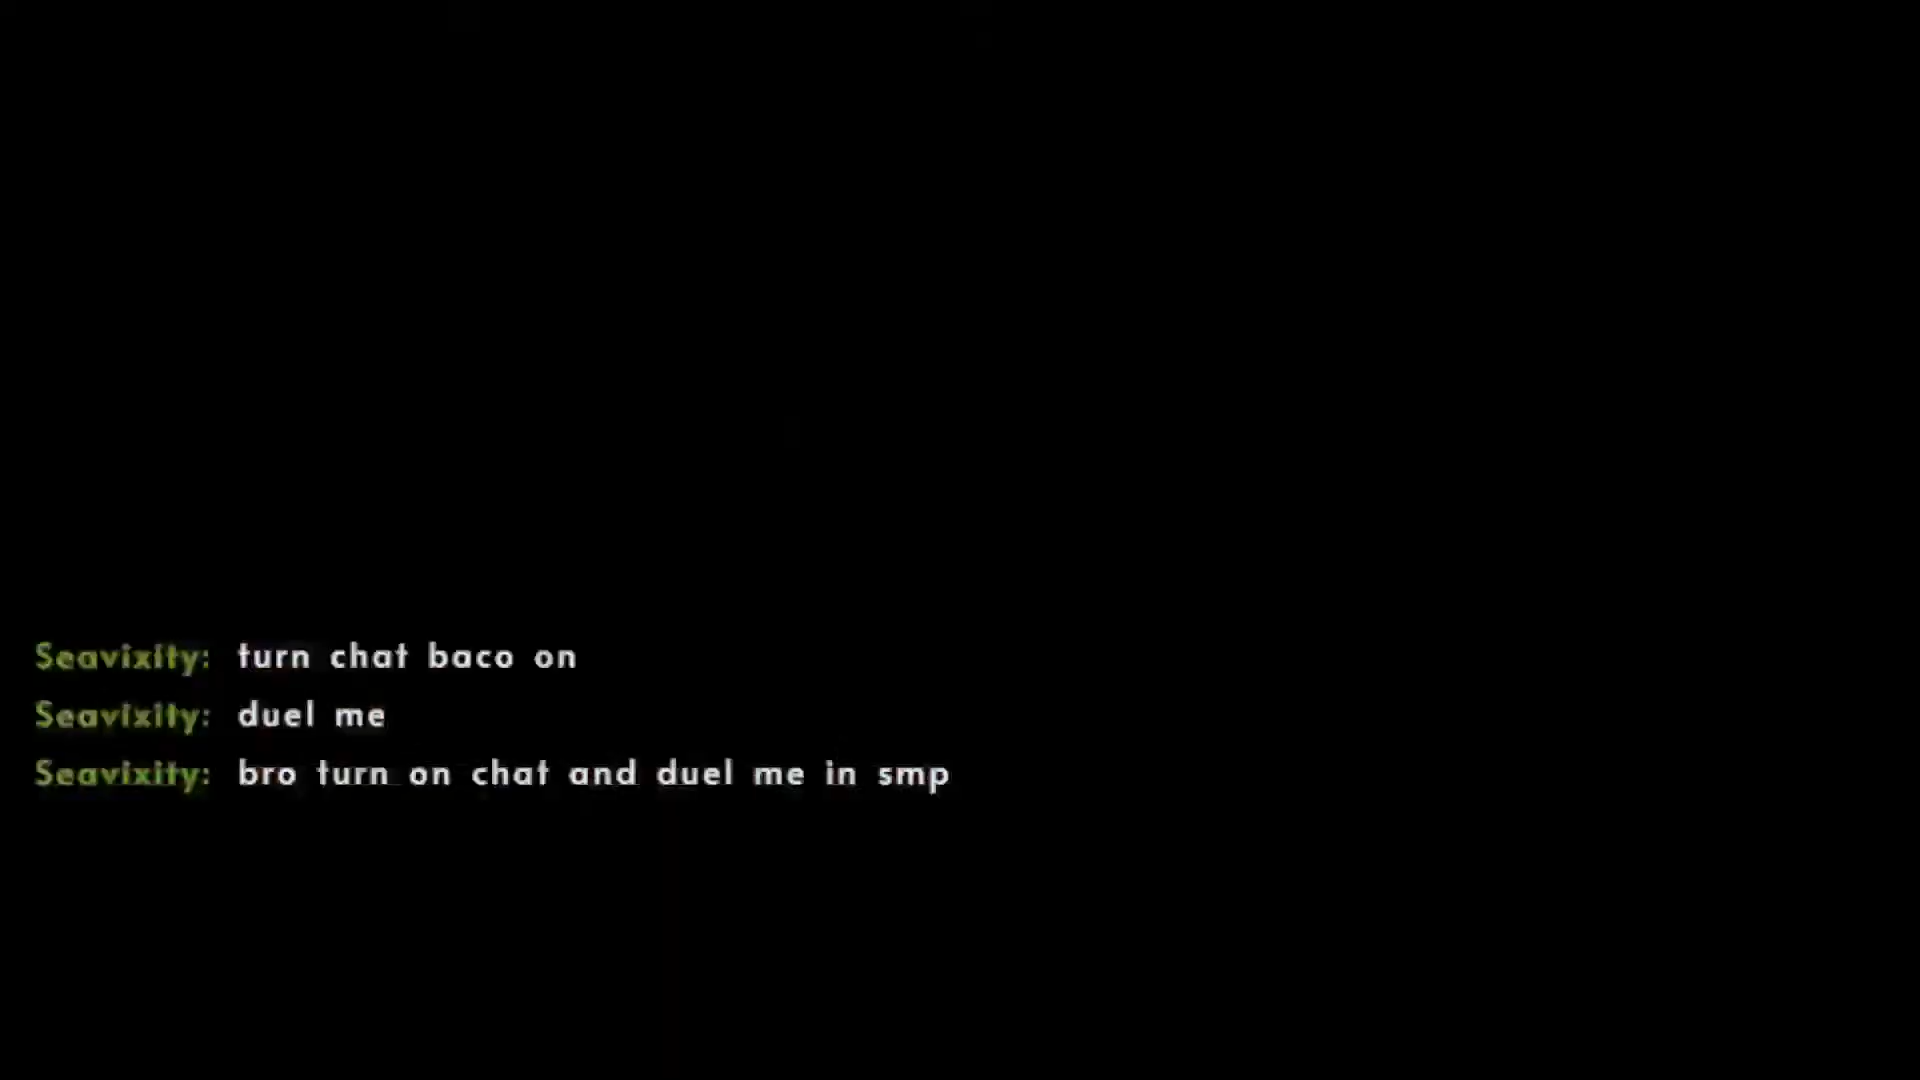 Seavixity: turn chat baco on
Seavixity: duel me
Seavixity: bro turn on chat and duel me in smp